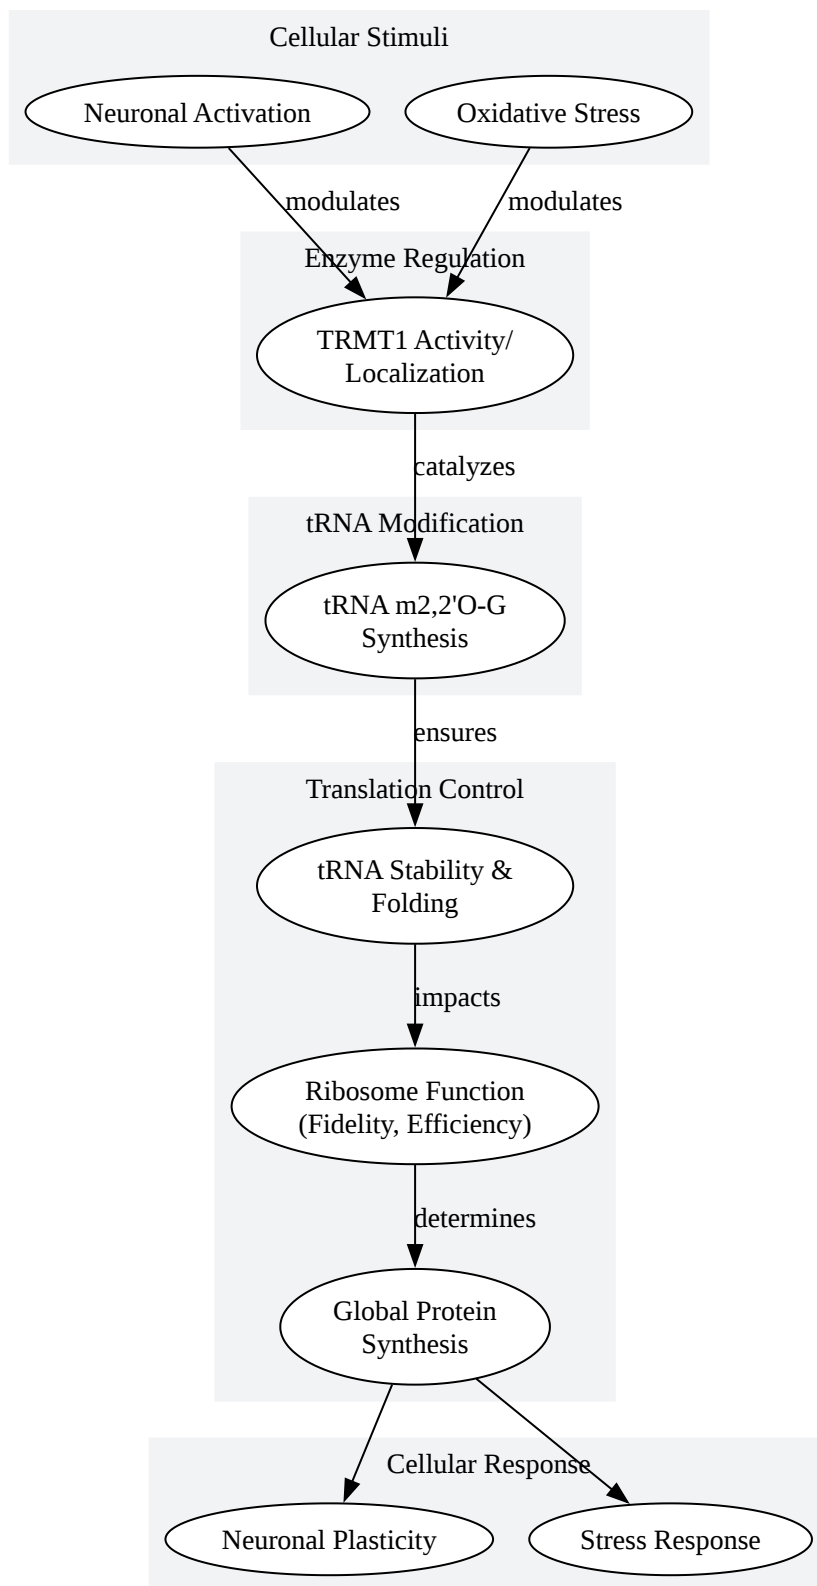 Cellular Stimuli
Neuronal Activation
Oxidative Stress
modulates
modulates
Enzyme Regulation
TRMT1 Activity/
Localization
catalyzes
tRNA Modification
tRNA m2,2'O-G
Synthesis
ensures
Translation Control
tRNA Stability &
Folding
impacts
Ribosome Function
(Fidelity, Efficiency)
determines
Global Protein
Synthesis
Cellular Response
Neuronal Plasticity
Stress Response